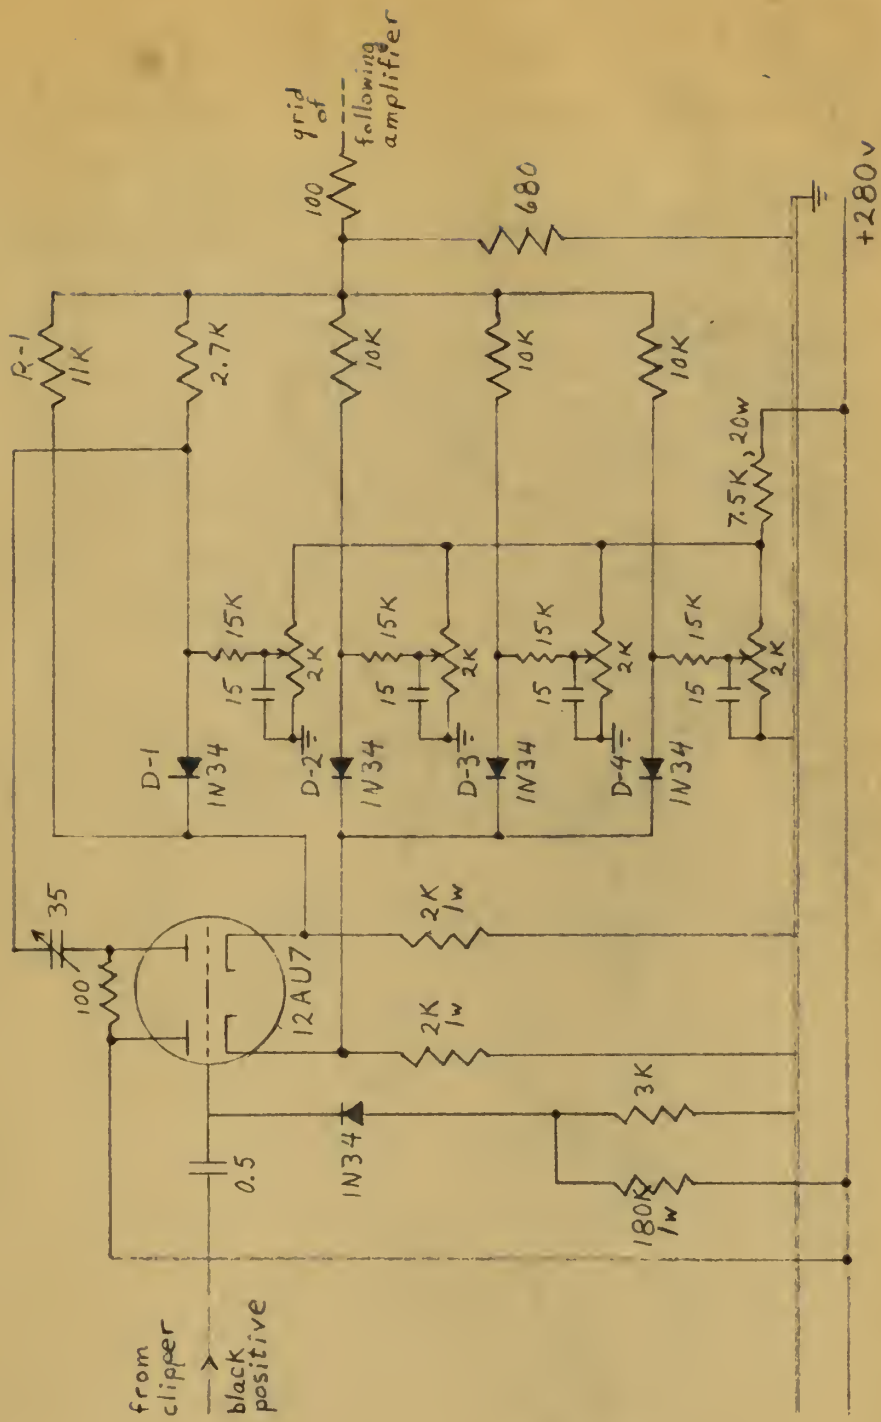 from
clipper
black
positive
0.5
1N34
180K
1W
3K
100
35
12AU7
2K
1W
2K
1W
D-1
1N34
D-2
1N34
D-3
1N34
D-4
1N34
15
15K
2K
15
15K
2K
15
15K
2K
15
15K
2K
R-1
11K
2.7K
10K
10K
10K
7.5K, 20W
100
680
grid
of
following
amplifier
+280V